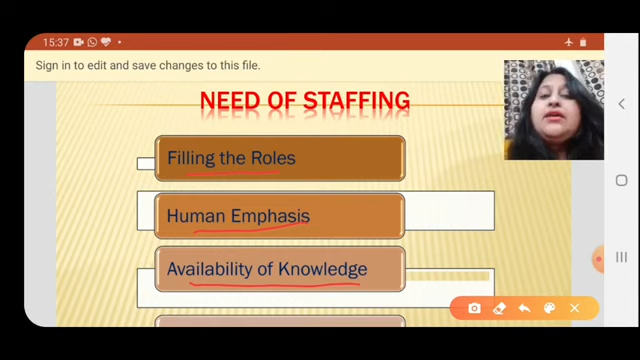 15:37
Sign in to edit and save changes to this file.
NEED OF STAFFING
Filling the Roles
Human Emphasis
Availability of Knowledge